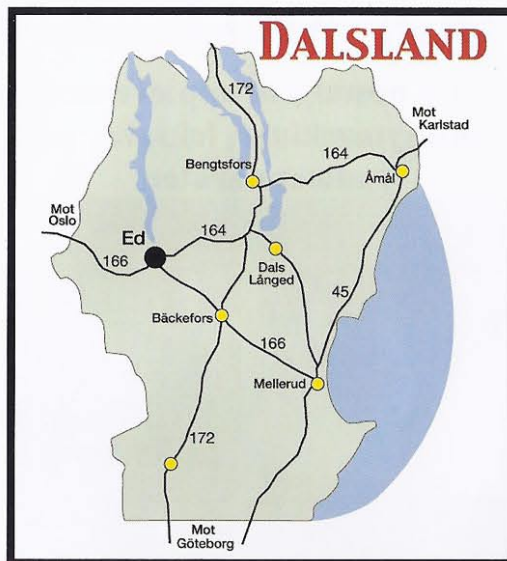 DALSLAND
172
Mot
Karlstad
Bengtsfors
164
Åmål
Mot
Oslo
Ed
164
166
Dals
Långed
45
Bäckefors
166
Mellerud
172
Mot
Göteborg